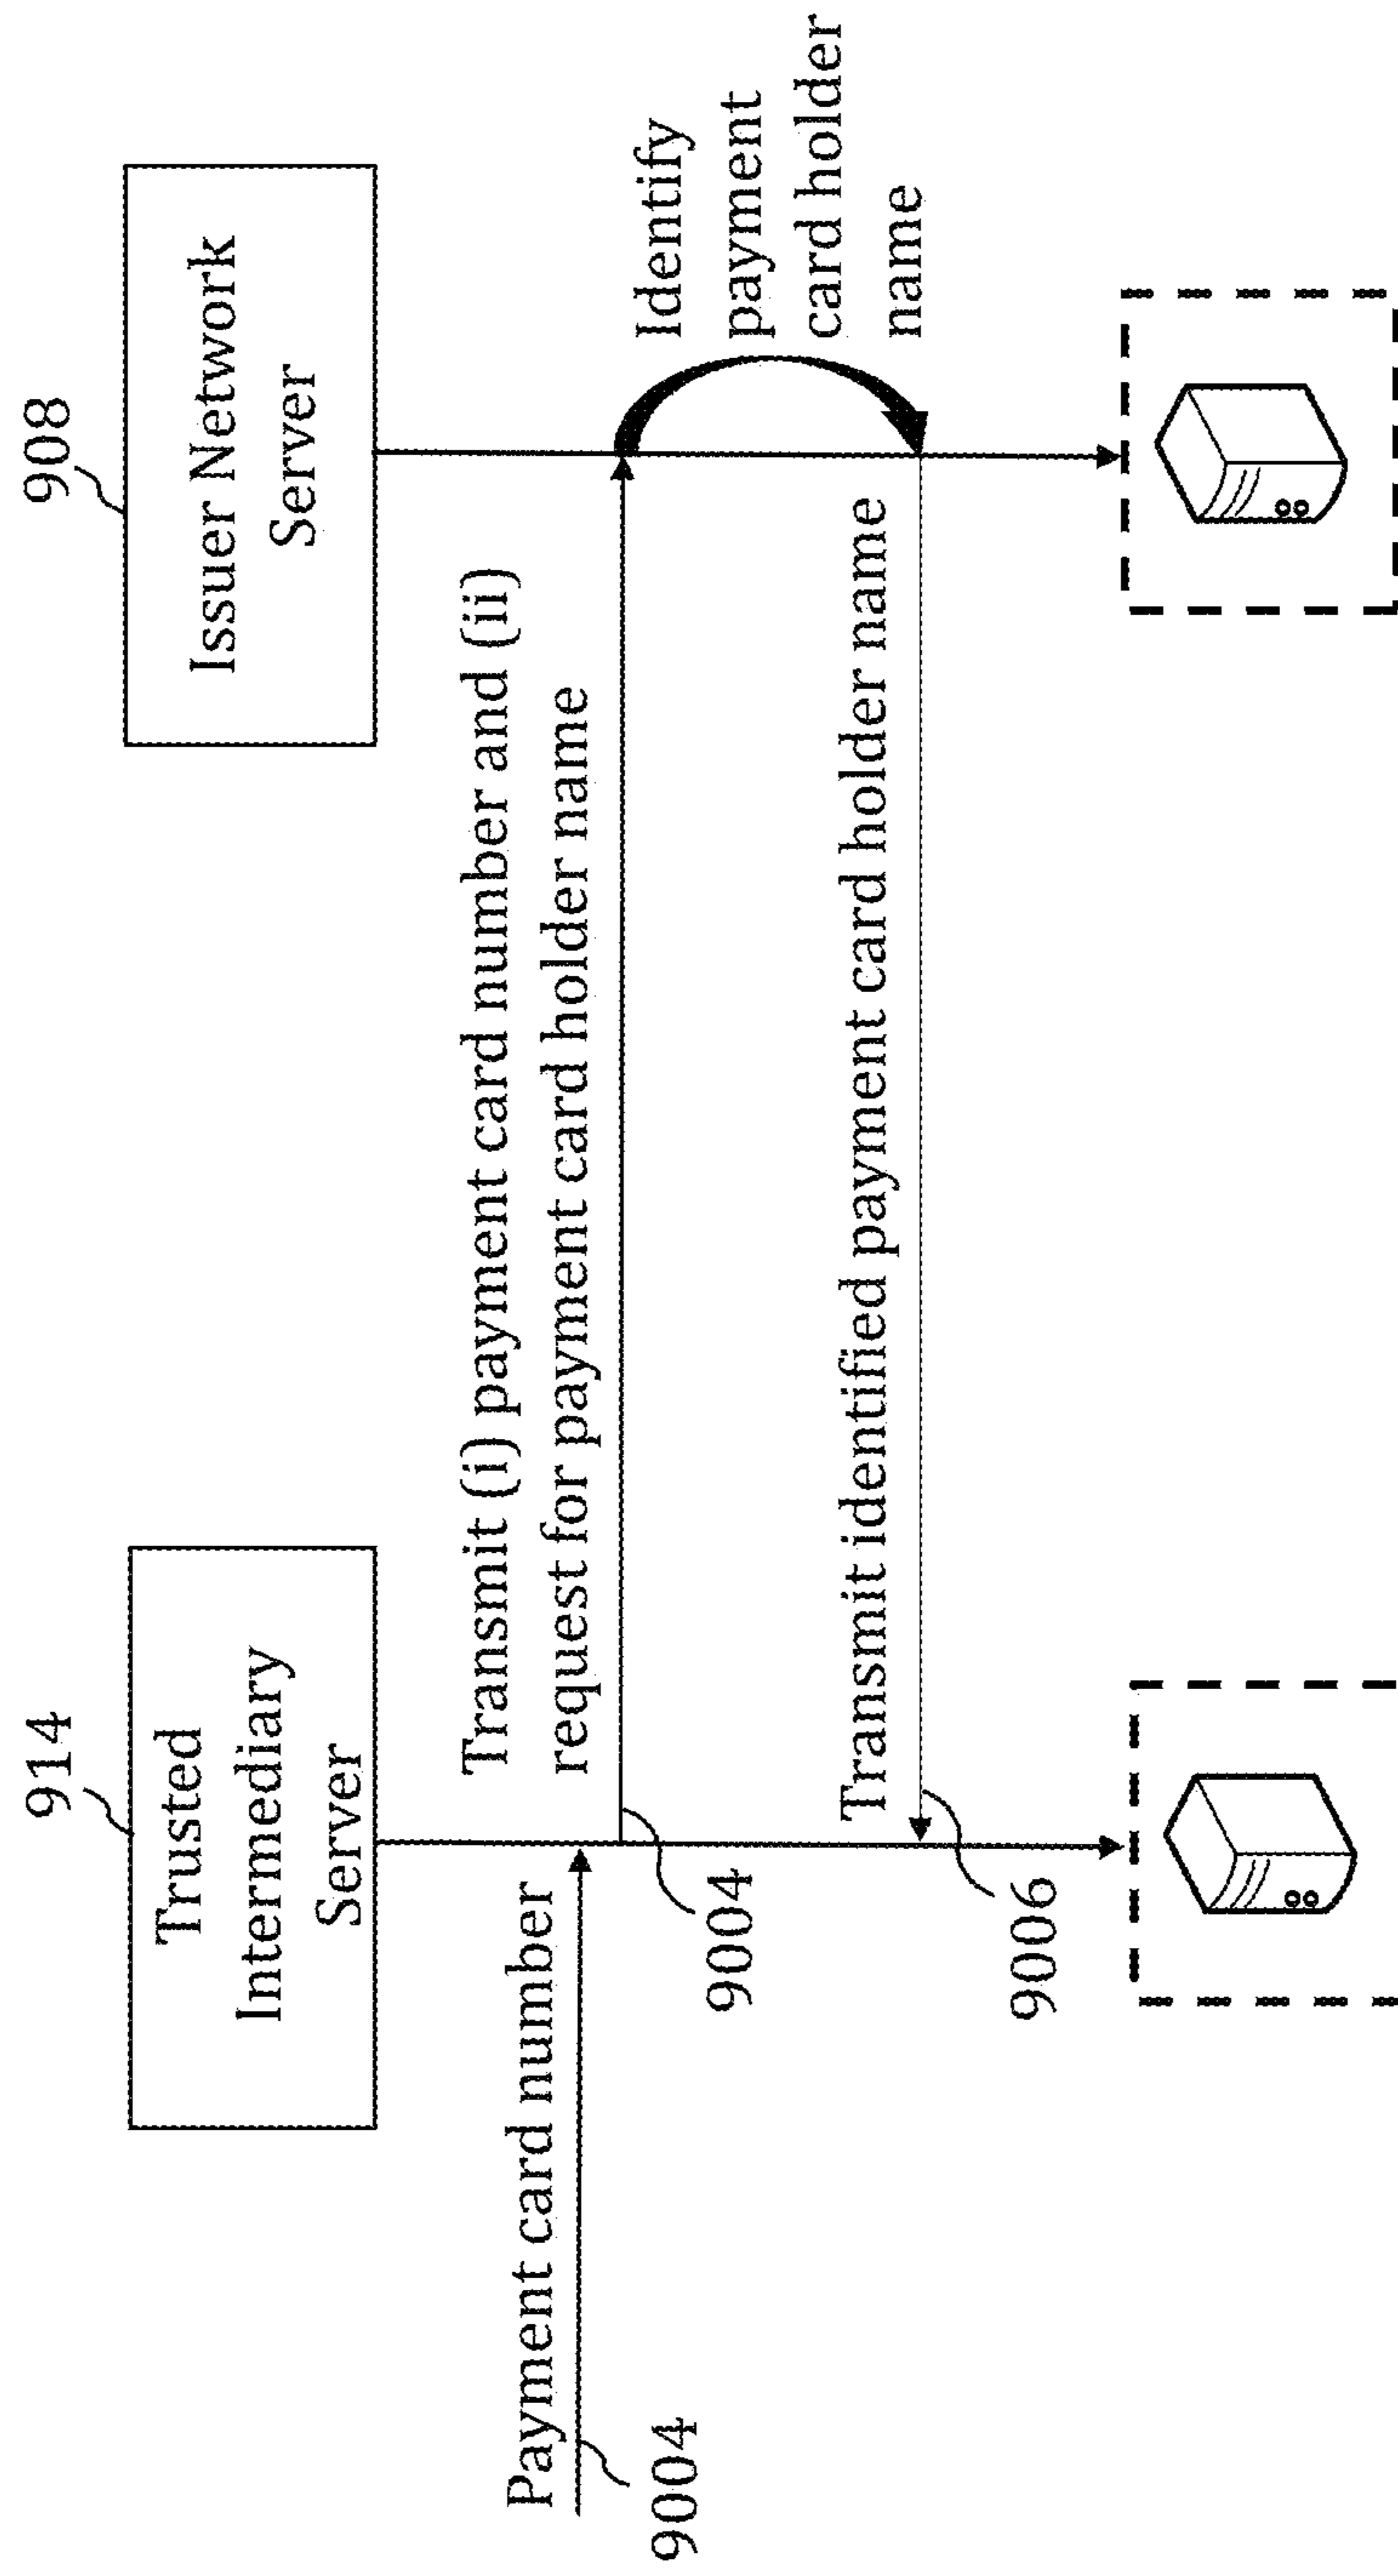 914
908
Trusted
Intermediary
Server
Issuer Network
Server
Payment card number
9004
Transmit (i) payment card number and (ii)
request for payment card holder name
9004
Identify
payment
card holder
name
Transmit identified payment card holder name
9006